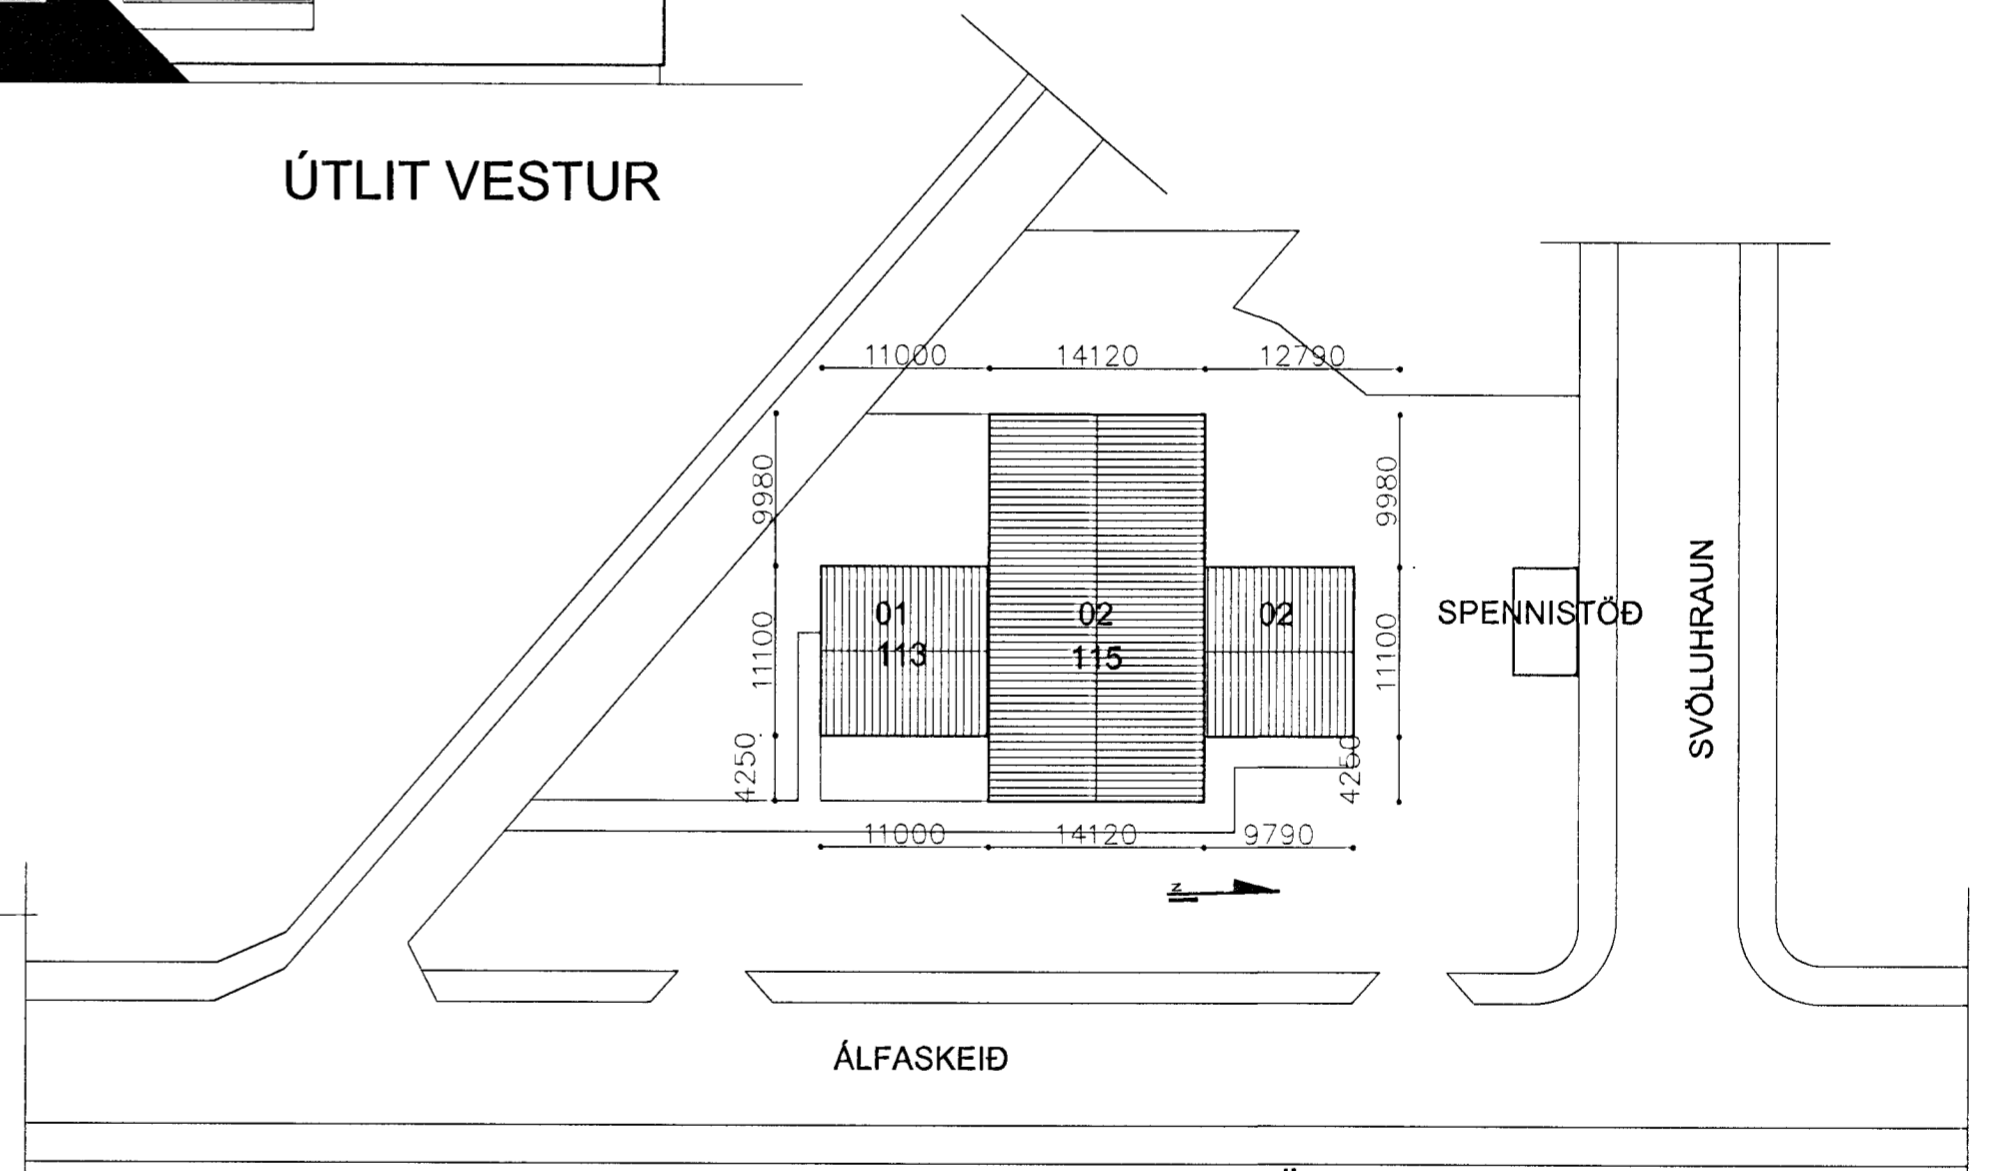 ÚTLIT VESTUR
11000 14120 12790
9980 9980
01 02 02
113 115
11100 11100
SPENNISTÖÐ
SVÖLUHRAUN
4250 4250
11000 14120 9790
z
ÁLFASKEIÐ